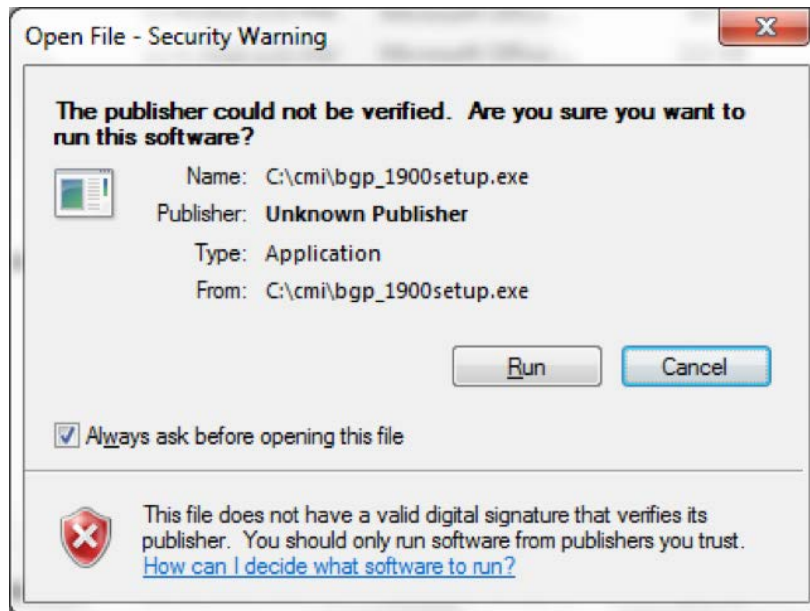 Open File - Security Warning
The publisher could not be verified. Are you sure you want to
run this software?
Name: C:\cmi\bgp_1900setup.exe
Publisher: Unknown Publisher
Type: Application
From: C:\cmi\bgp_1900setup.exe
Run Cancel
Always ask before opening this file
This file does not have a valid digital signature that verifies its
publisher. You should only run software from publishers you trust.
How can I decide what software to run?